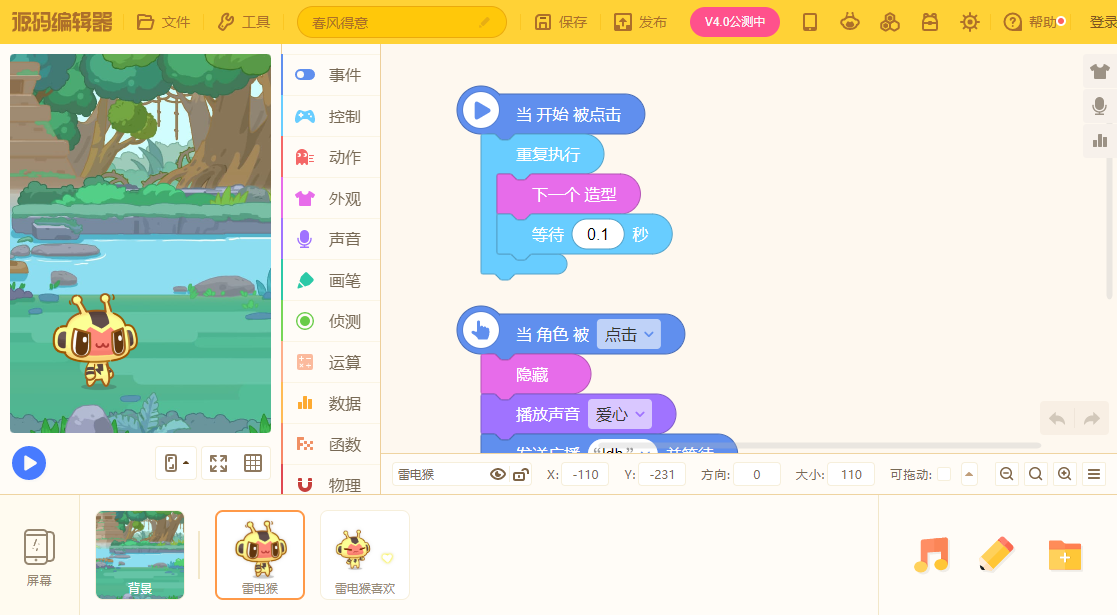 源码编辑器 文件 工具 春风得意 保存 发布 V4.0公测中 帮助 登录
事件
控制
动作
外观
声音
画笔
侦测
运算
数据
函数
物理
当 开始 被点击
重复执行
下一个 造型
等待 0.1 秒
当 角色 被 点击
隐藏
播放声音 爱心
发送广播 “ldh” 并等待
雷电猴 X: -110 Y: -231 方向: 0 大小: 110 可拖动:
屏幕
背景
雷电猴
雷电猴喜欢